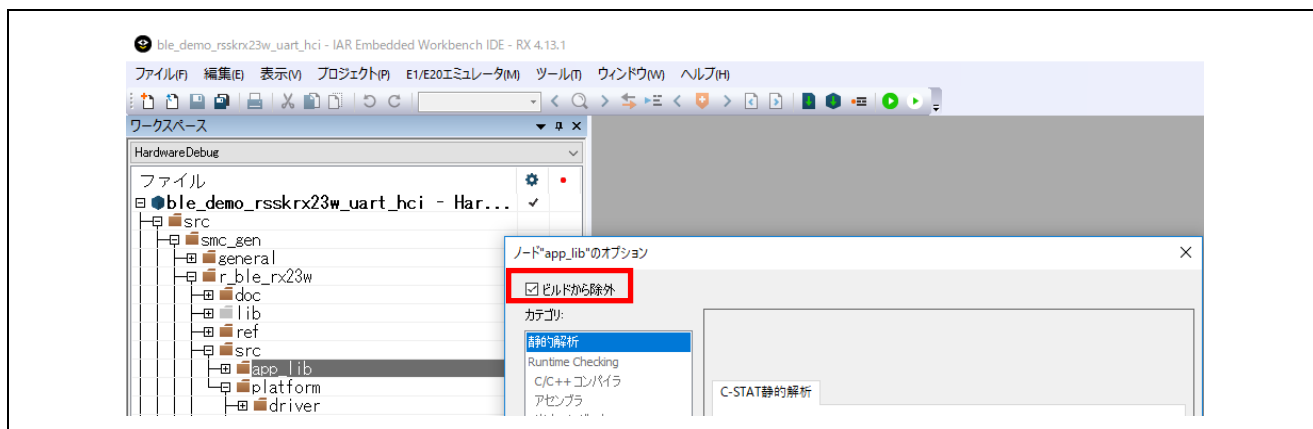 ble_demo_rsskrx23w_uart_hci - IAR Embedded Workbench IDE - RX 4.13.1
ファイル(F) 編集(E) 表示(V) プロジェクト(P) E1/E20エミュレータ(M) ツール(T) ウィンドウ(W) ヘルプ(H)
ワークスペース
HardwareDebug
ファイル
ble_demo_rsskrx23w_uart_hci - Har...
src
smc_gen
general
r_ble_rx23w
doc
lib
ref
src
app_lib
platform
driver
ノード"app_lib"のオプション
ビルドから除外
カテゴリ:
静的解析
Runtime Checking
C/C++ コンパイラ
アセンブラ
C-STAT静的解析